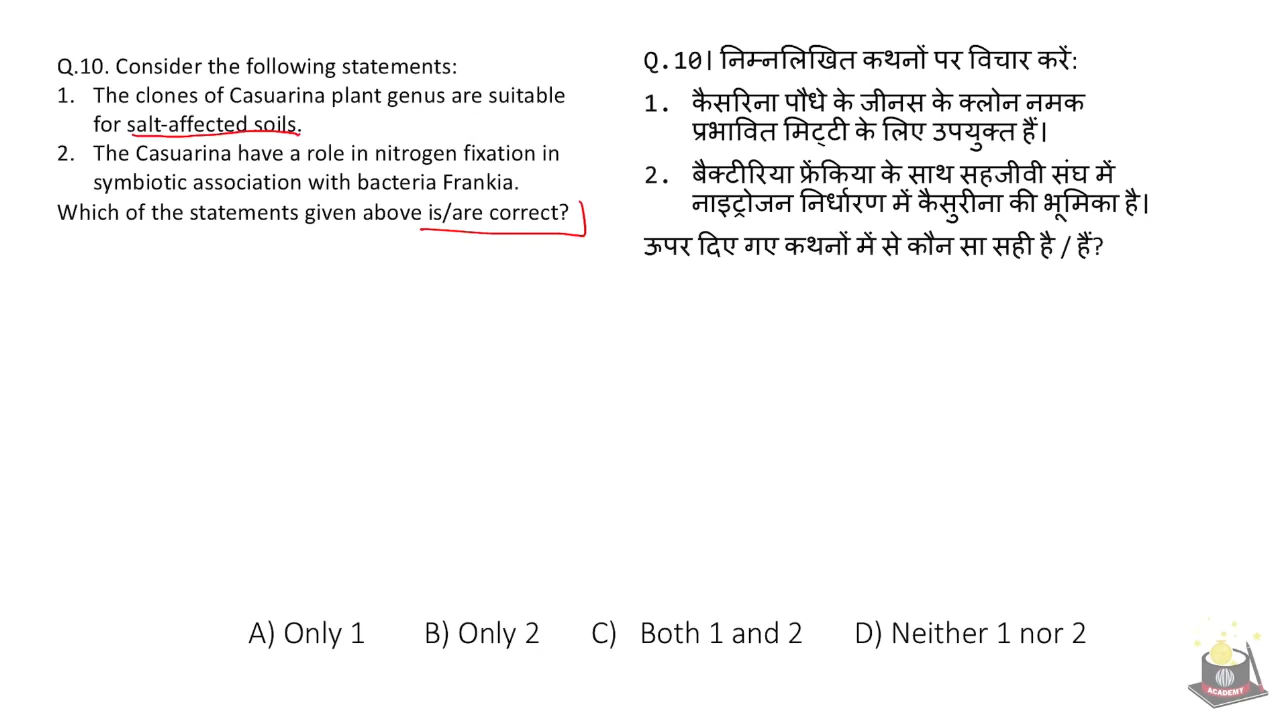 Q.10. Consider the following statements:
1. The clones of Casuarina plant genus are suitable
for salt-affected soils.
2. The Casuarina have a role in nitrogen fixation in
symbiotic association with bacteria Frankia.
Which of the statements given above is/are correct?
Q.10। निम्नलिखित कथनों पर विचार करें:
1. कैसरिना पौधे के जीनस के क्लोन नमक
प्रभावित मिट्टी के लिए उपयुक्त हैं।
2. बैक्टीरिया फ्रेंकिया के साथ सहजीवी संघ में
नाइट्रोजन निर्धारण में कैसुरीना की भूमिका है।
ऊपर दिए गए कथनों में से कौन सा सही है / हैं?
A) Only 1 B) Only 2 C) Both 1 and 2 D) Neither 1 nor 2
ACADEMY